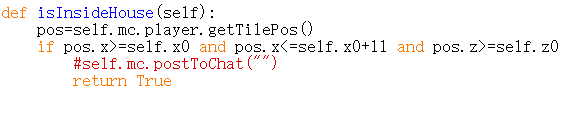 def isInsideHouse(self):
    pos=self.mc.player.getTilePos()
    if pos.x>=self.x0 and pos.x<=self.x0+11 and pos.z>=self.z0
        #self.mc.postToChat("")
        return True